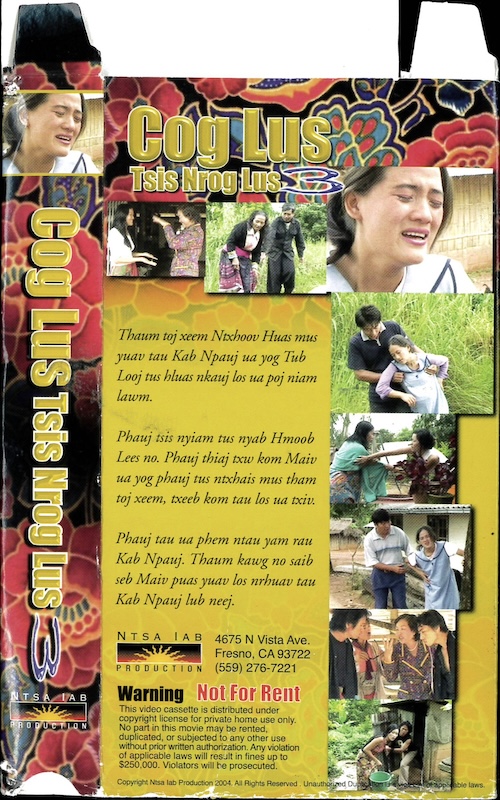 Cog Lus
Tsis Nrog Lus 3
Cog Lus Tsis Nrog Lus 3
Thaum toj xeem Ntxhoov Huas mus
yuav tau Kab Npauj ua yog Tub
Looj tus hluas nkauj los ua poj niam
lawm.
Phauj tsis nyiam tus nyab Hmoob
Lees no. Phauj thiaj txw kom Maiv
ua yog phauj tus ntxhais mus tham
toj xeem, txeeb kom tau los ua txiv.
Phauj tau ua phem ntau yam rau
Kab Npauj. Thaum kawg no saib
seb Maiv puas yuav los nrhuav tau
Kab Npauj lub neej.
NTSA IAB
PRODUCTION
4675 N Vista Ave.
Fresno, CA 93722
(559) 276-7221
Warning Not For Rent
This video cassette is distributed under
copyright license for private home use only.
No part in this movie may be rented,
duplicated, or subjected to any other use
without prior written authorization. Any violation
of applicable laws will result in fines up to
$250,000. Violators will be prosecuted.
NTSA IAB
PRODUCTION
Copyright Ntsa Iab Production 2004. All Rights Reserved. Unauthorized of applicable laws.